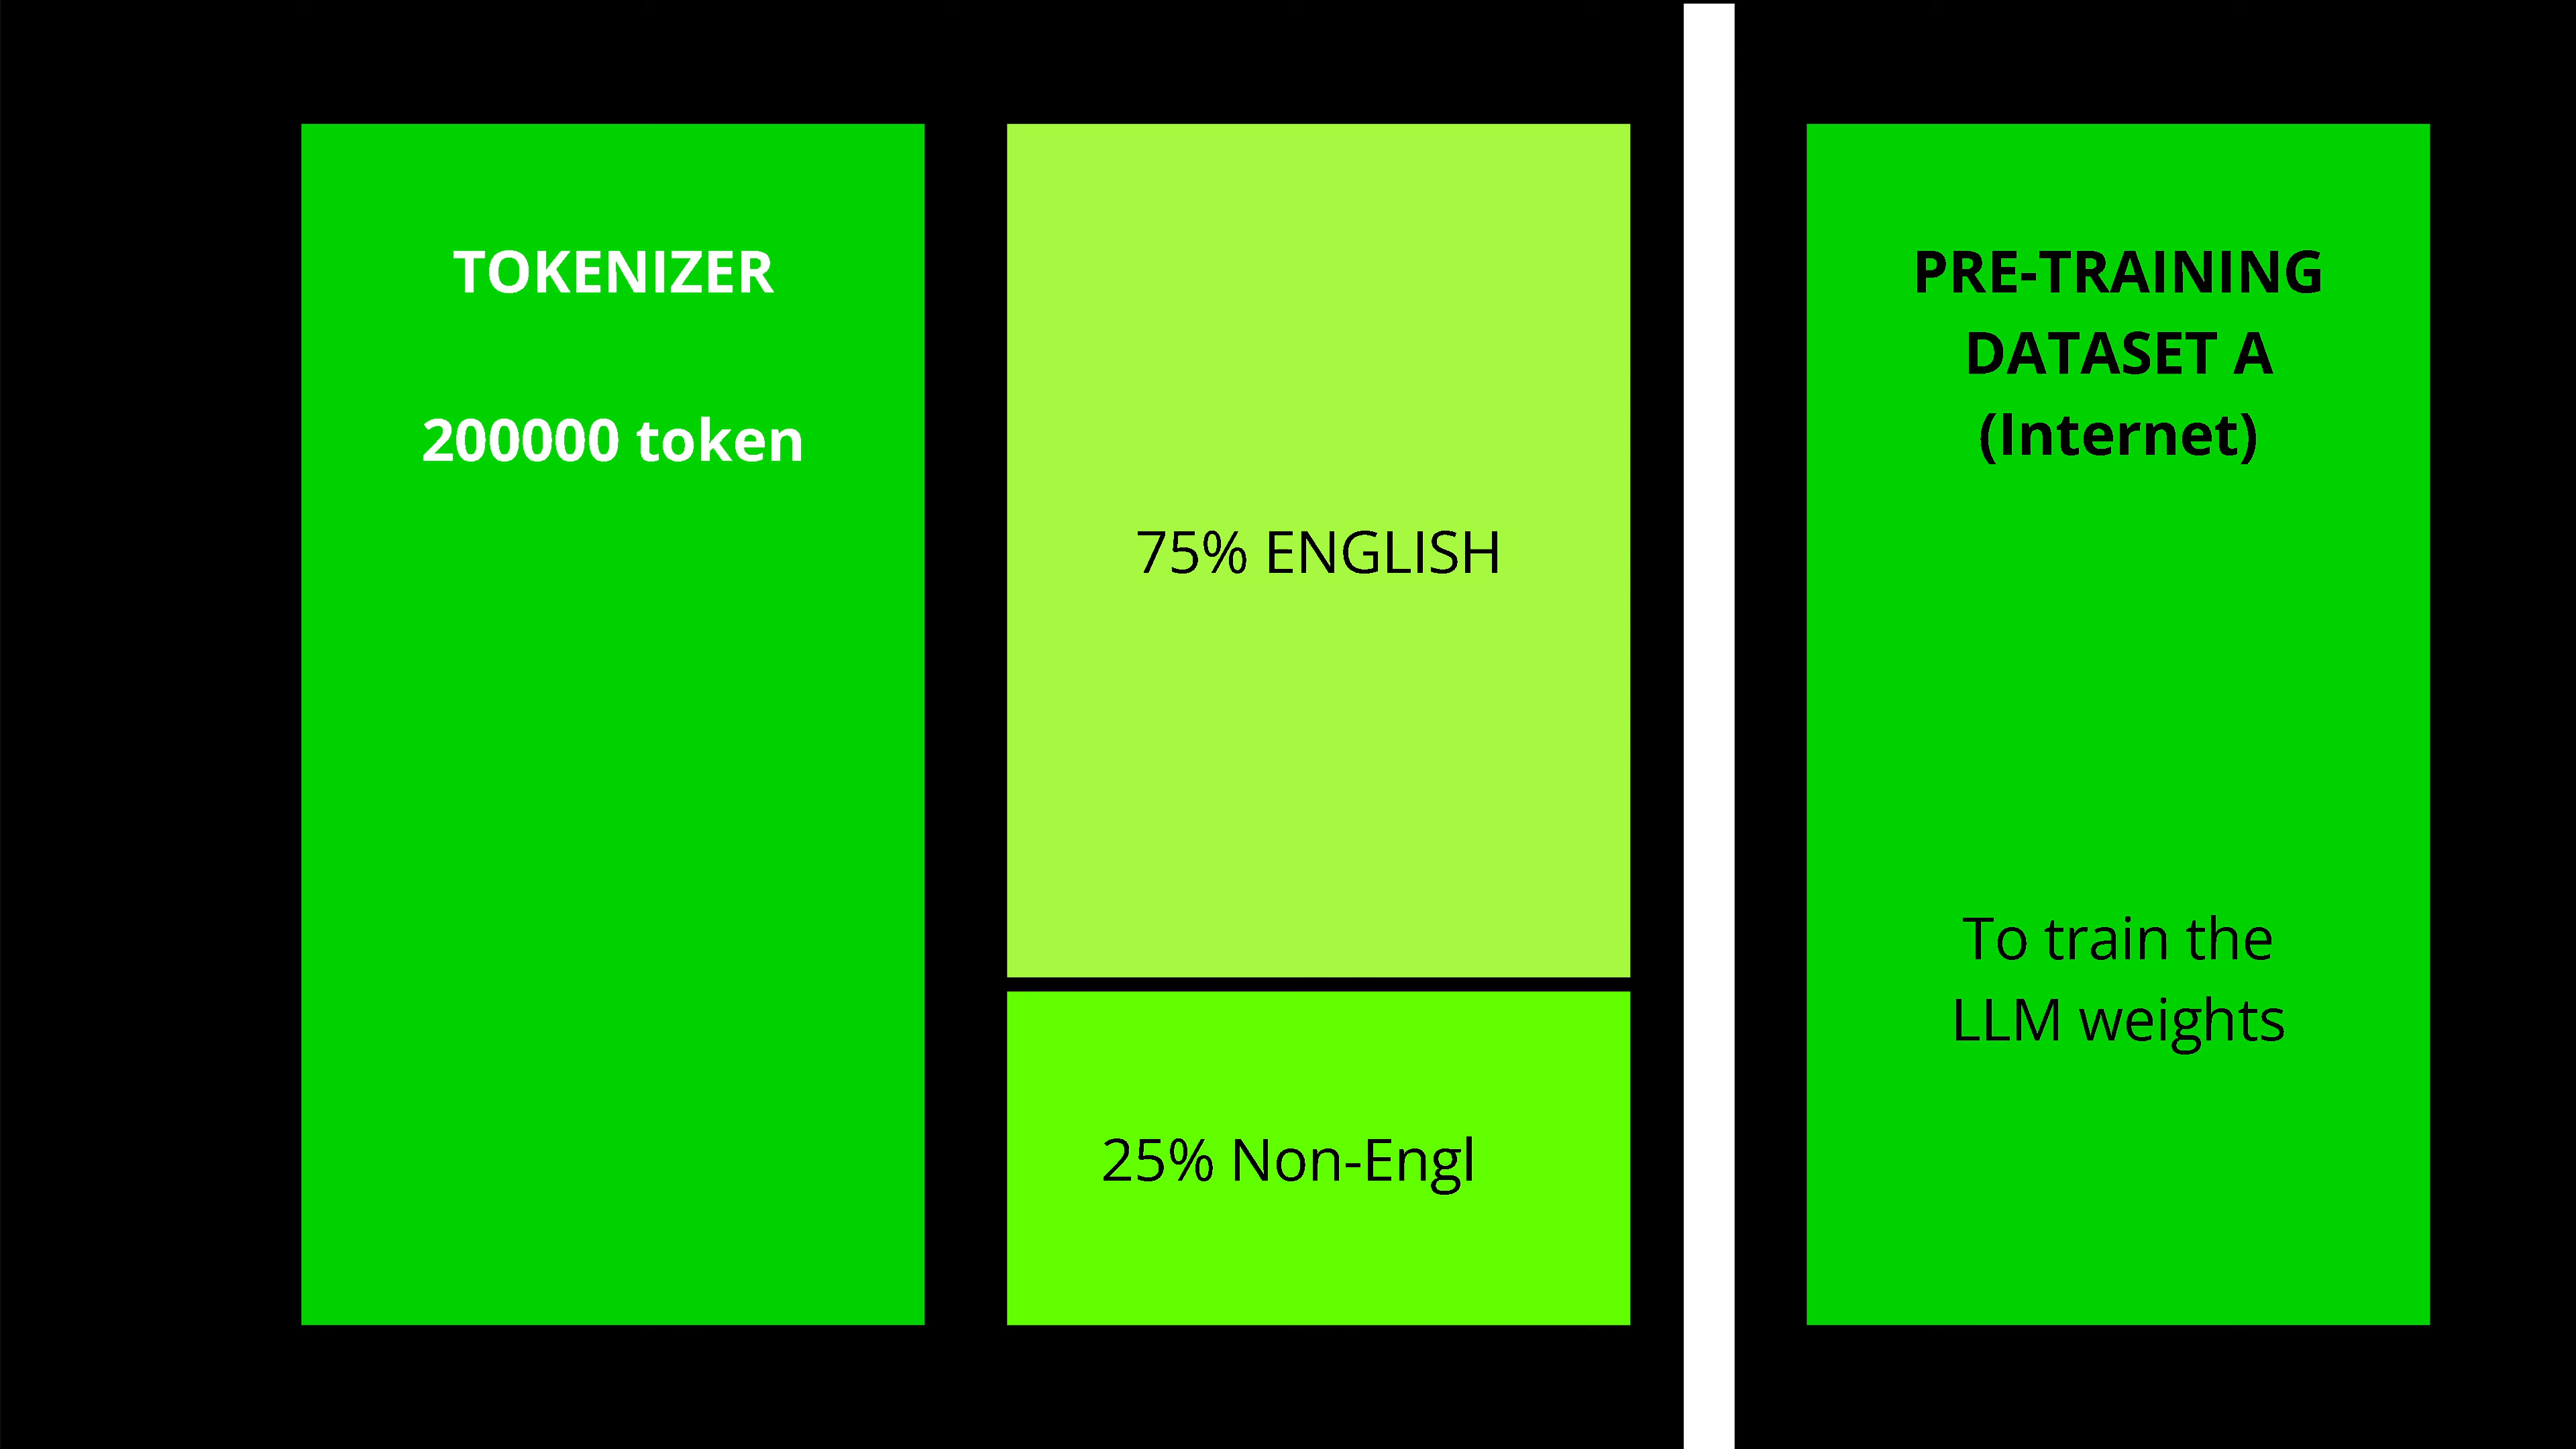 TOKENIZER
200000 token
75% ENGLISH
25% Non-Engl
PRE-TRAINING
DATASET A
(Internet)
To train the
LLM weights